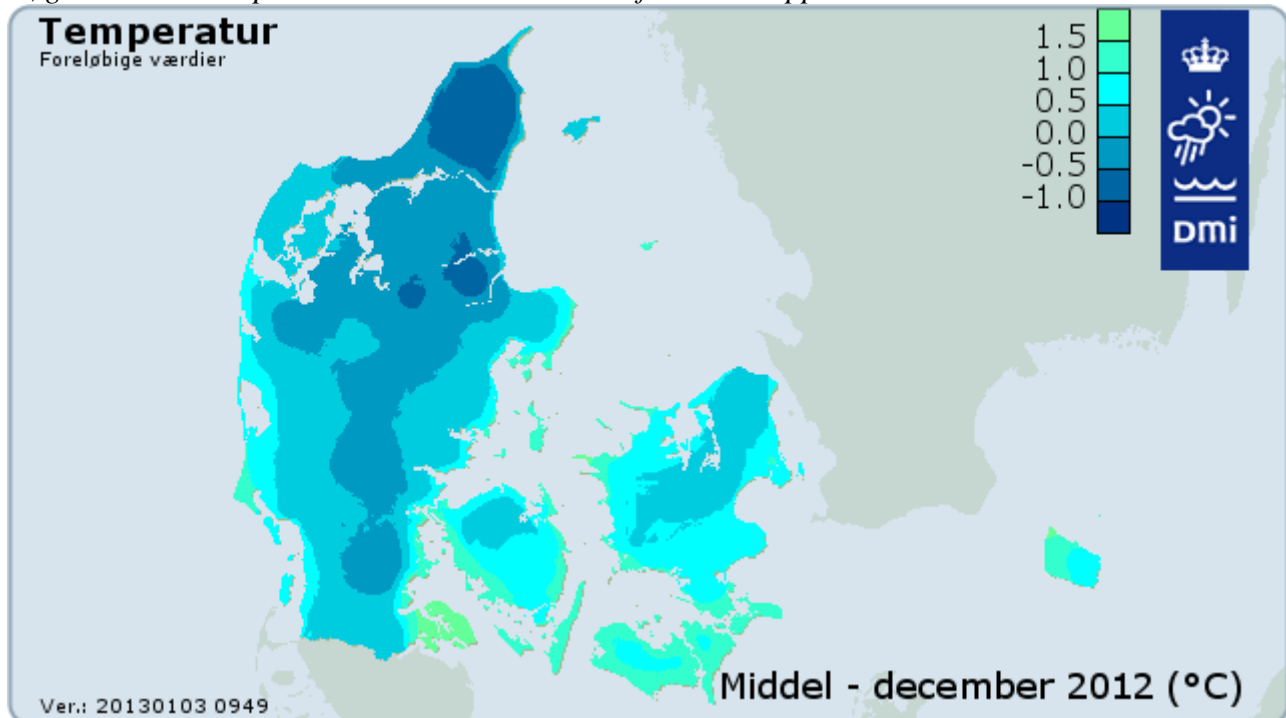 Temperatur
Foreløbige værdier
1.5
1.0
0.5
0.0
-0.5
-1.0
DMi
Middel - december 2012 (°C)
Ver.: 20130103 0949